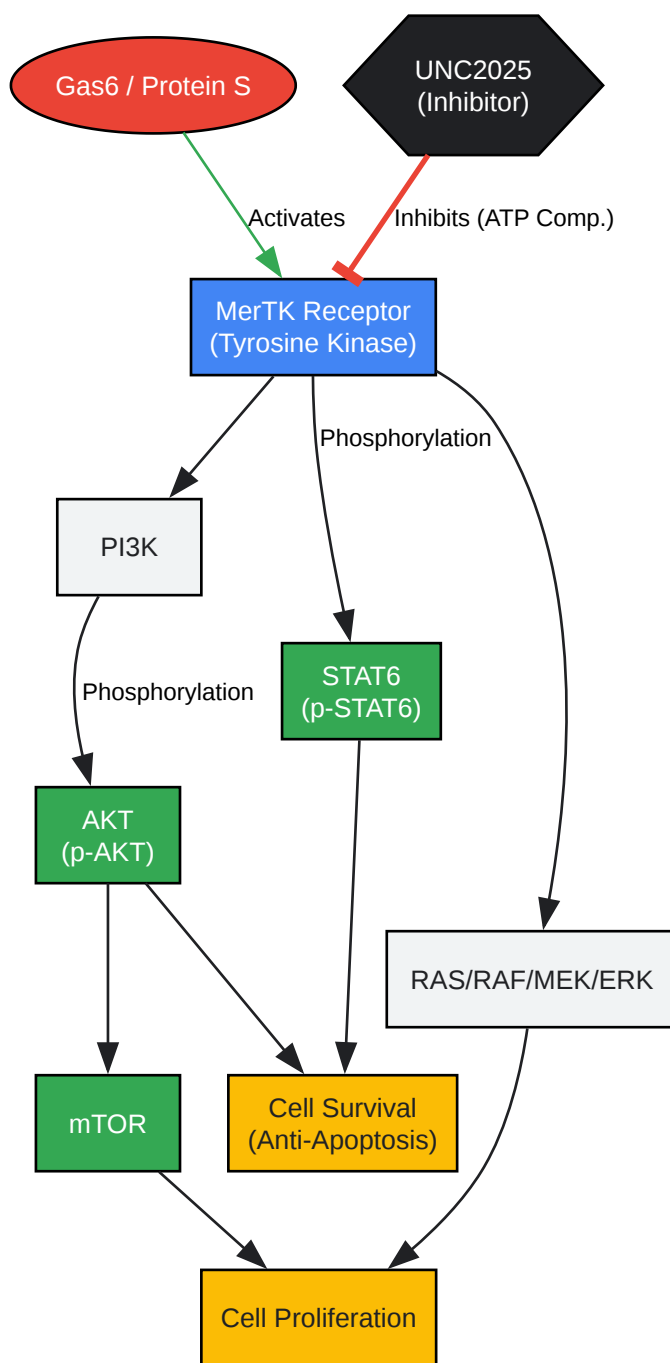 Gas6 / Protein S
UNC2025
(Inhibitor)
Activates
Inhibits (ATP Comp.)
MerTK Receptor
(Tyrosine Kinase)
Phosphorylation
PI3K
STAT6
(p-STAT6)
Phosphorylation
AKT
(p-AKT)
RAS/RAF/MEK/ERK
mTOR
Cell Survival
(Anti-Apoptosis)
Cell Proliferation